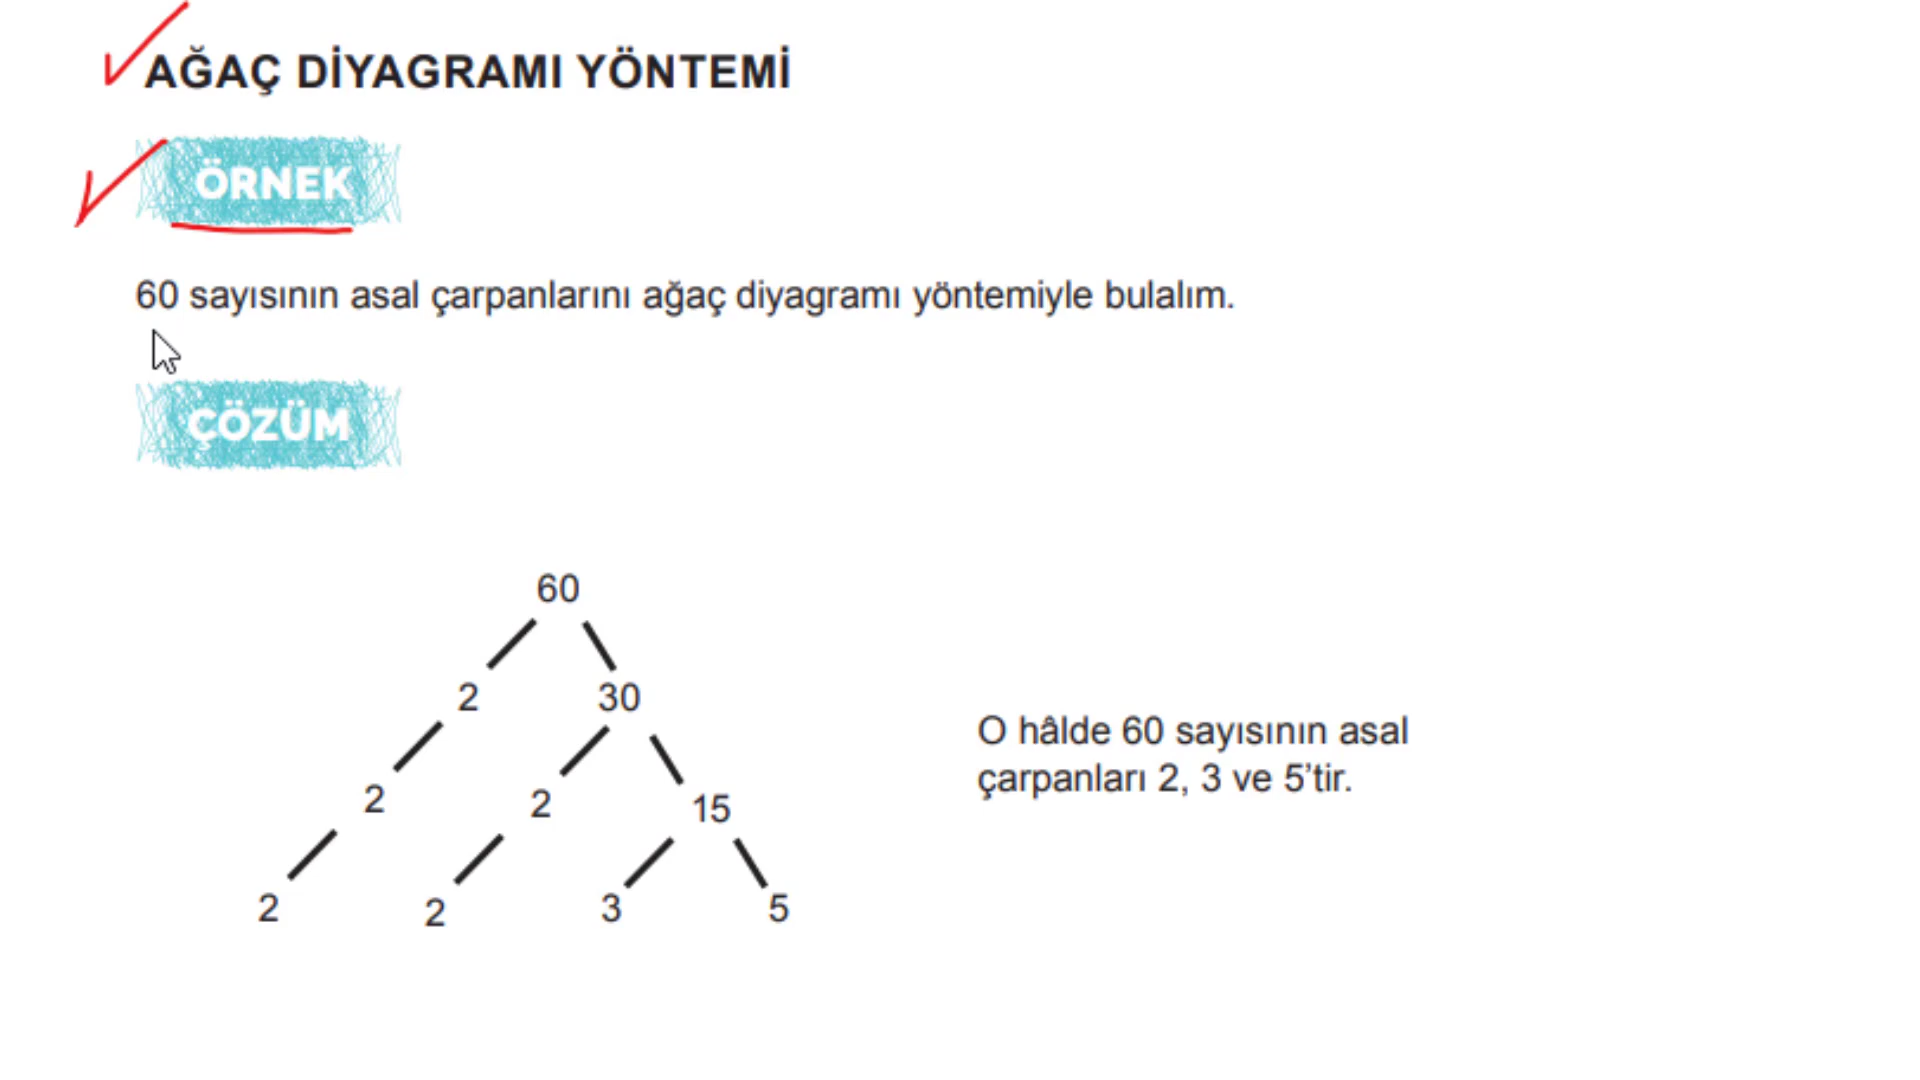 AĞAÇ DİYAGRAMI YÖNTEMİ
ÖRNEK
60 sayısının asal çarpanlarını ağaç diyagramı yöntemiyle bulalım.
ÇÖZÜM
60
2 30
2 2 15
2 2 3 5
O hâlde 60 sayısının asal
çarpanları 2, 3 ve 5’tir.